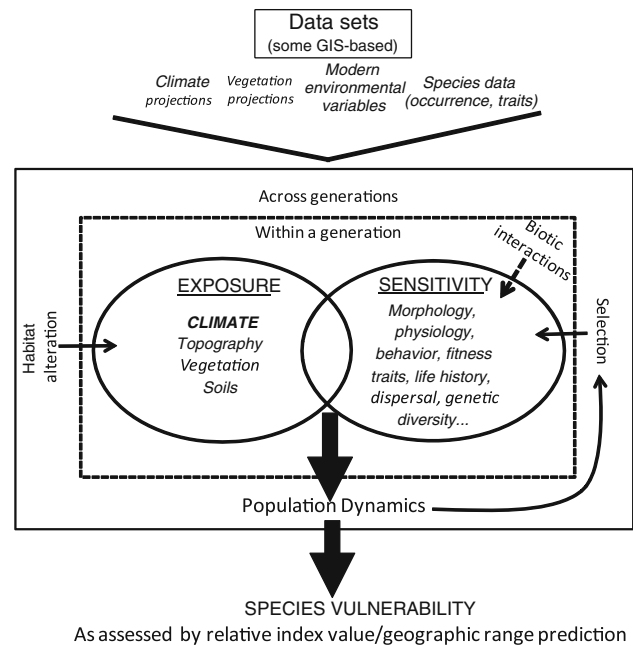 Data sets
(some GIS-based)
Climate
projections
Vegetation
projections
Modern
environmental
variables
Species data
(occurrence, traits)
Across generations
Within a generation
Biotic
interactions
EXPOSURE
CLIMATE
Topography
Vegetation
Soils
SENSITIVITY
Morphology,
physiology,
behavior, fitness
traits, life history,
dispersal, genetic
diversity...
Habitat
alteration
Selection
Population Dynamics
SPECIES VULNERABILITY
As assessed by relative index value/geographic range prediction